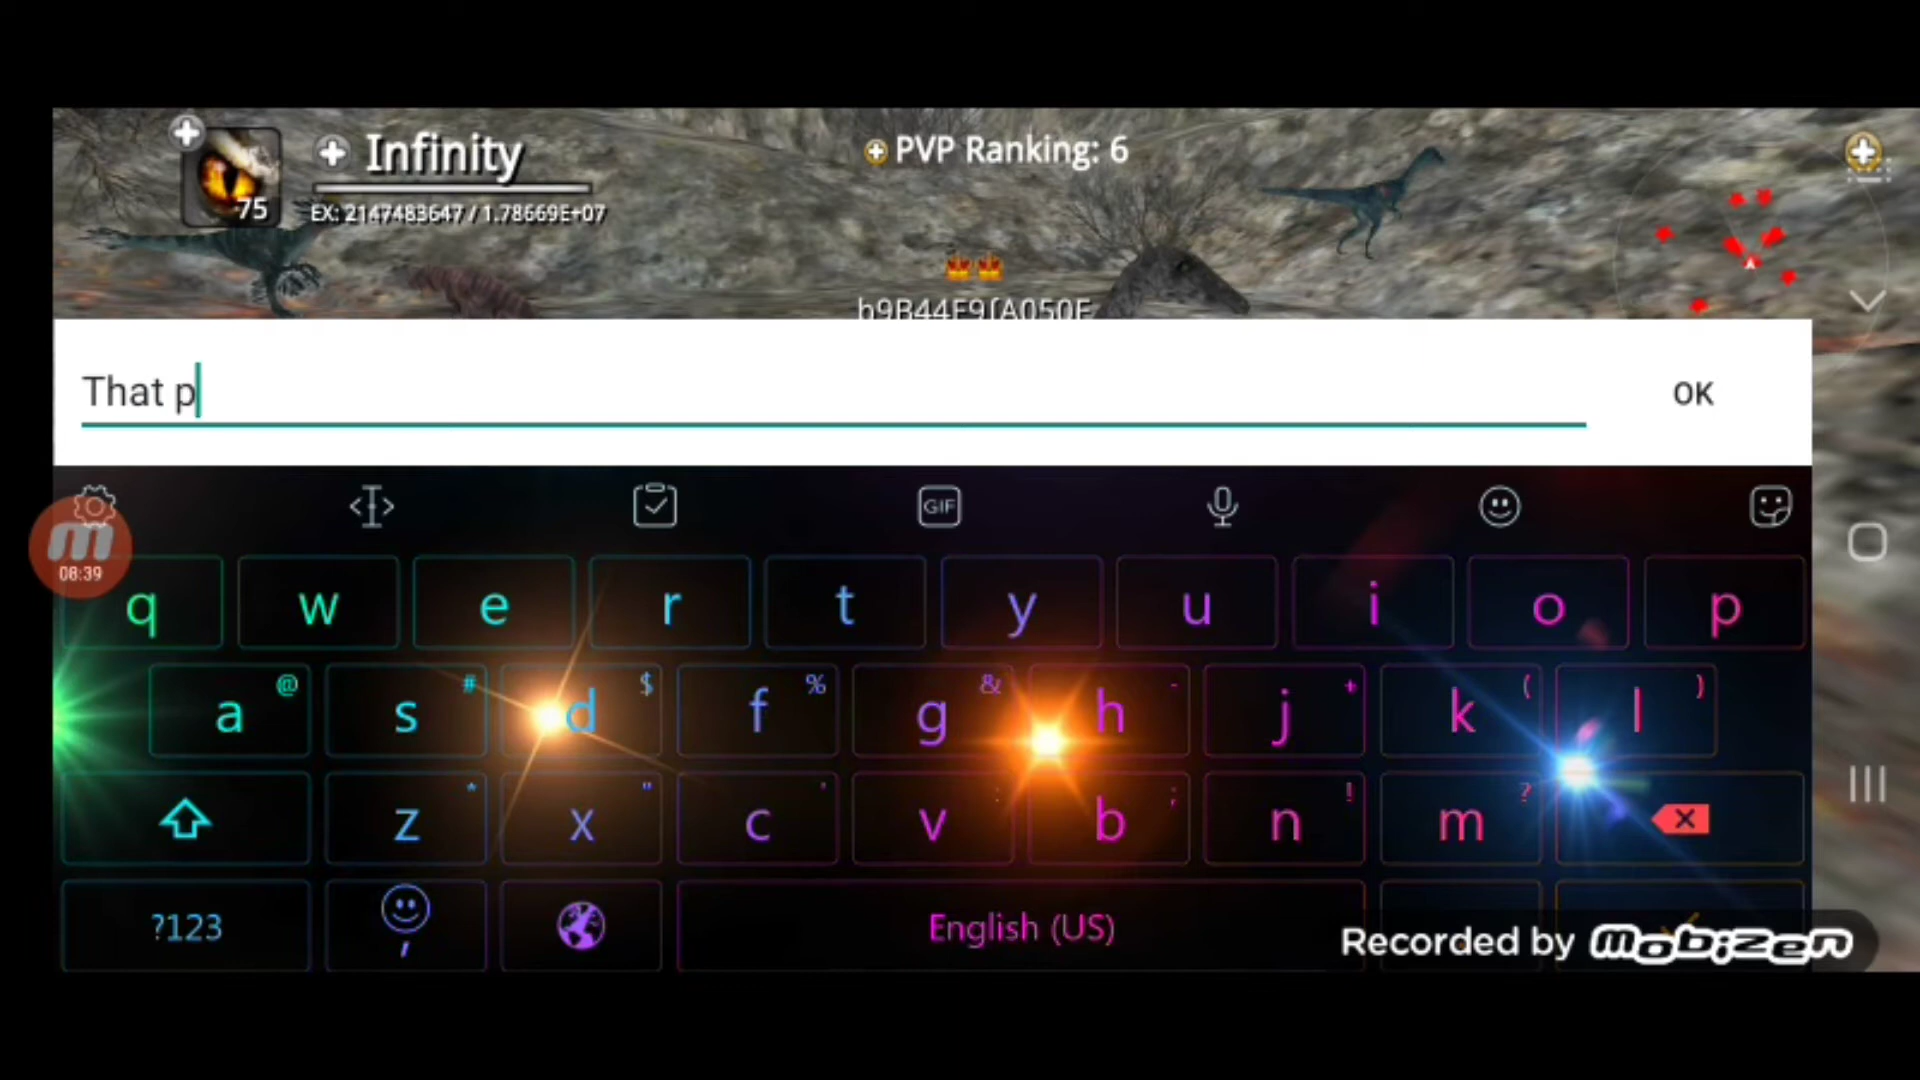 Infinity
PVP Ranking: 6
75
EX: 2147483647 / 1.78669E+07
That p
OK
GIF
08:39
q w e r t y u i o p
@ # $ % & - + ( )
a s d f g h j k l
* " ' : ; ! ?
z x c v b n m
?123 , English (US)
Recorded by mobizen